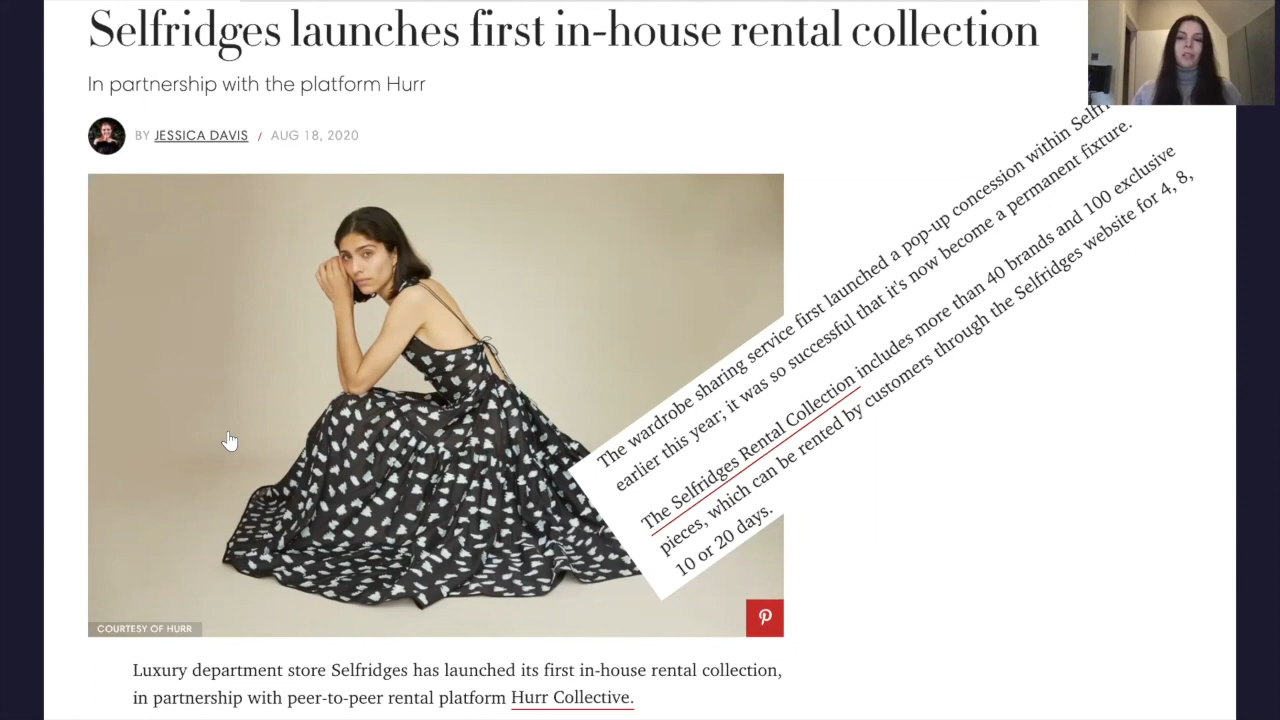 Selfridges launches first in-house rental collection
In partnership with the platform Hurr
BY JESSICA DAVIS / AUG 18, 2020
The wardrobe sharing service first launched a pop-up concession within
earlier this year; it was so successful that it's now become a permanent fixture.
The Selfridges Rental Collection includes more than 40 brands and 100 exclusive
pieces, which can be rented by customers through the Selfridges website for 4, 8,
10 or 20 days.
COURTESY OF HURR
Luxury department store Selfridges has launched its first in-house rental collection,
in partnership with peer-to-peer rental platform Hurr Collective.